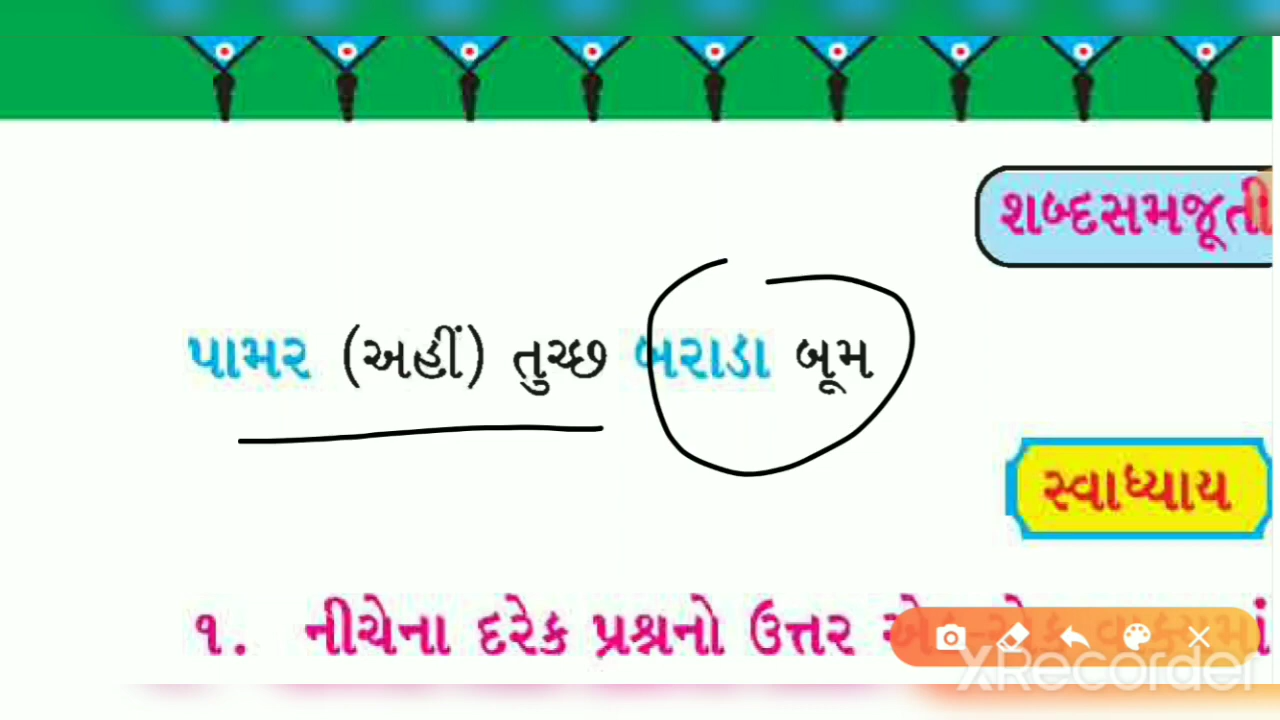 શબ્દસમજૂતી
પામર (અહીં) તુચ્છ બરાડા બૂમ
સ્વાધ્યાય
૧. નીચેના દરેક પ્રશ્નનો ઉત્તર
XRecorder